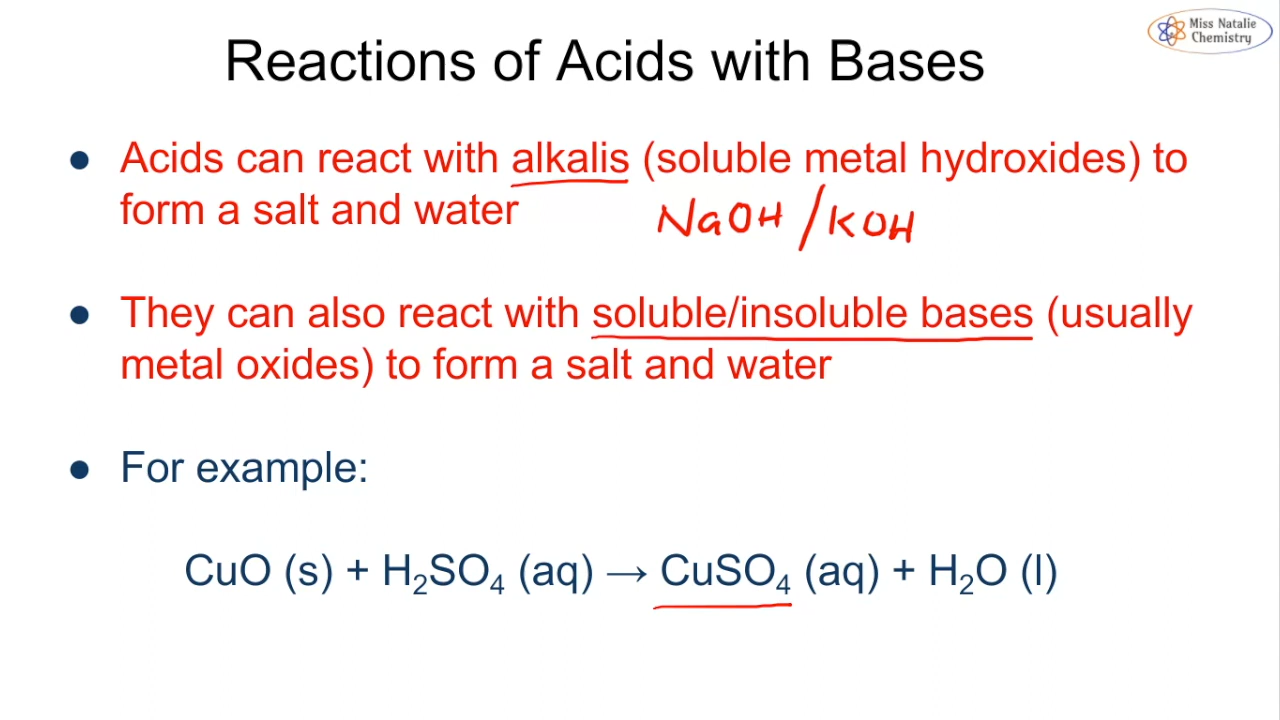 Miss Natalie
Chemistry
Reactions of Acids with Bases
● Acids can react with alkalis (soluble metal hydroxides) to
form a salt and water
NaOH / KOH
● They can also react with soluble/insoluble bases (usually
metal oxides) to form a salt and water
● For example:
CuO (s) + H₂SO₄ (aq) → CuSO₄ (aq) + H₂O (l)